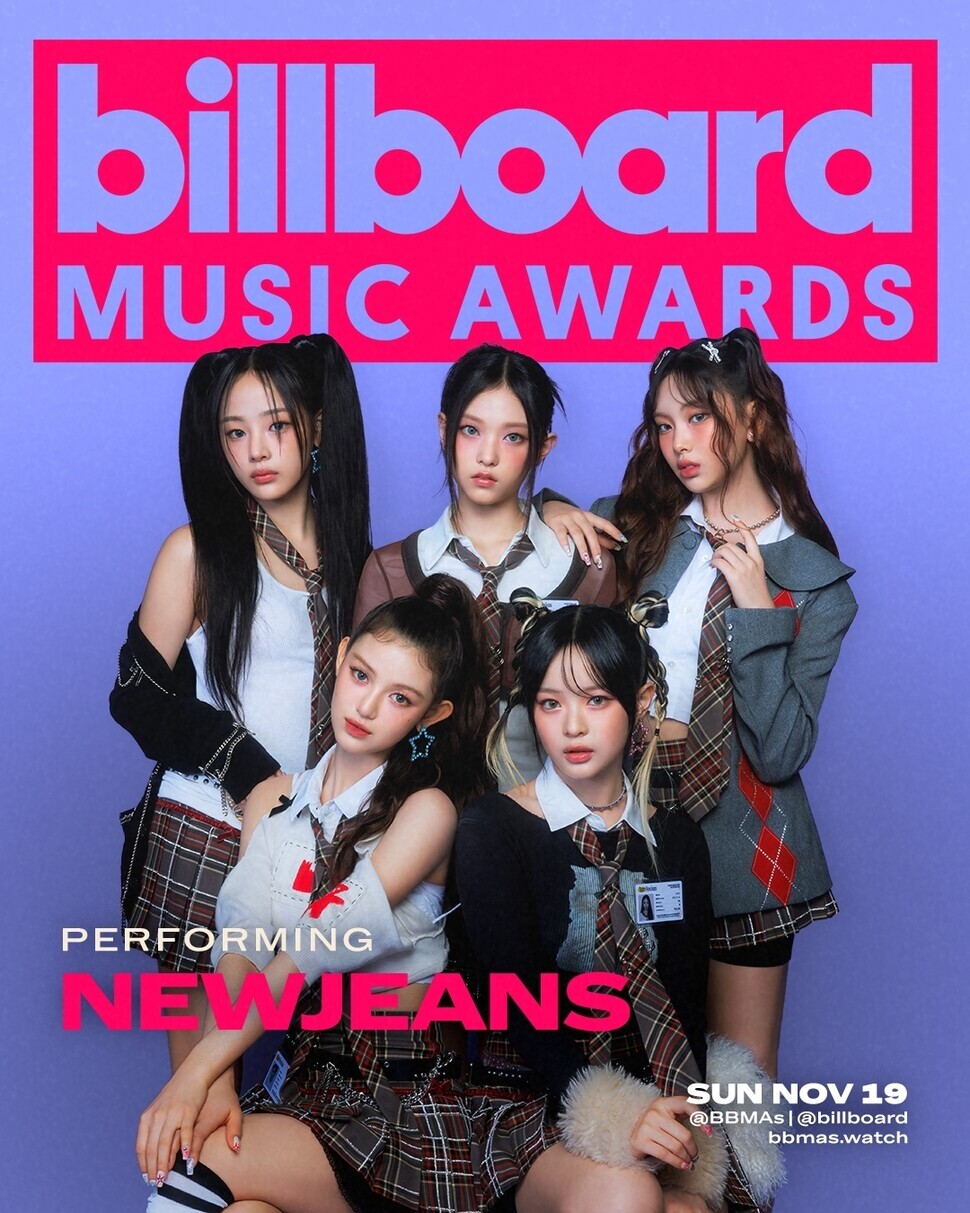 billboard
MUSIC AWARDS
PERFORMING
NEWJEANS
SUN NOV 19
@BBMAs|@billboard
bbmas.watch